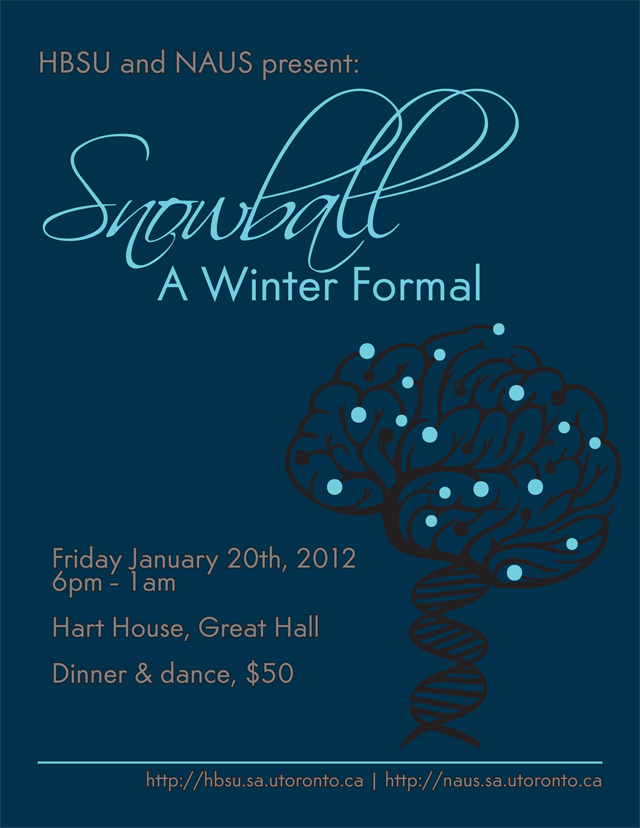 HBSU and NAUS present:
Snowball
A Winter Formal
Friday January 20th, 2012
6pm - 1am
Hart House, Great Hall
Dinner & dance, $50
http://hbsu.sa.utoronto.ca | http://naus.sa.utoronto.ca